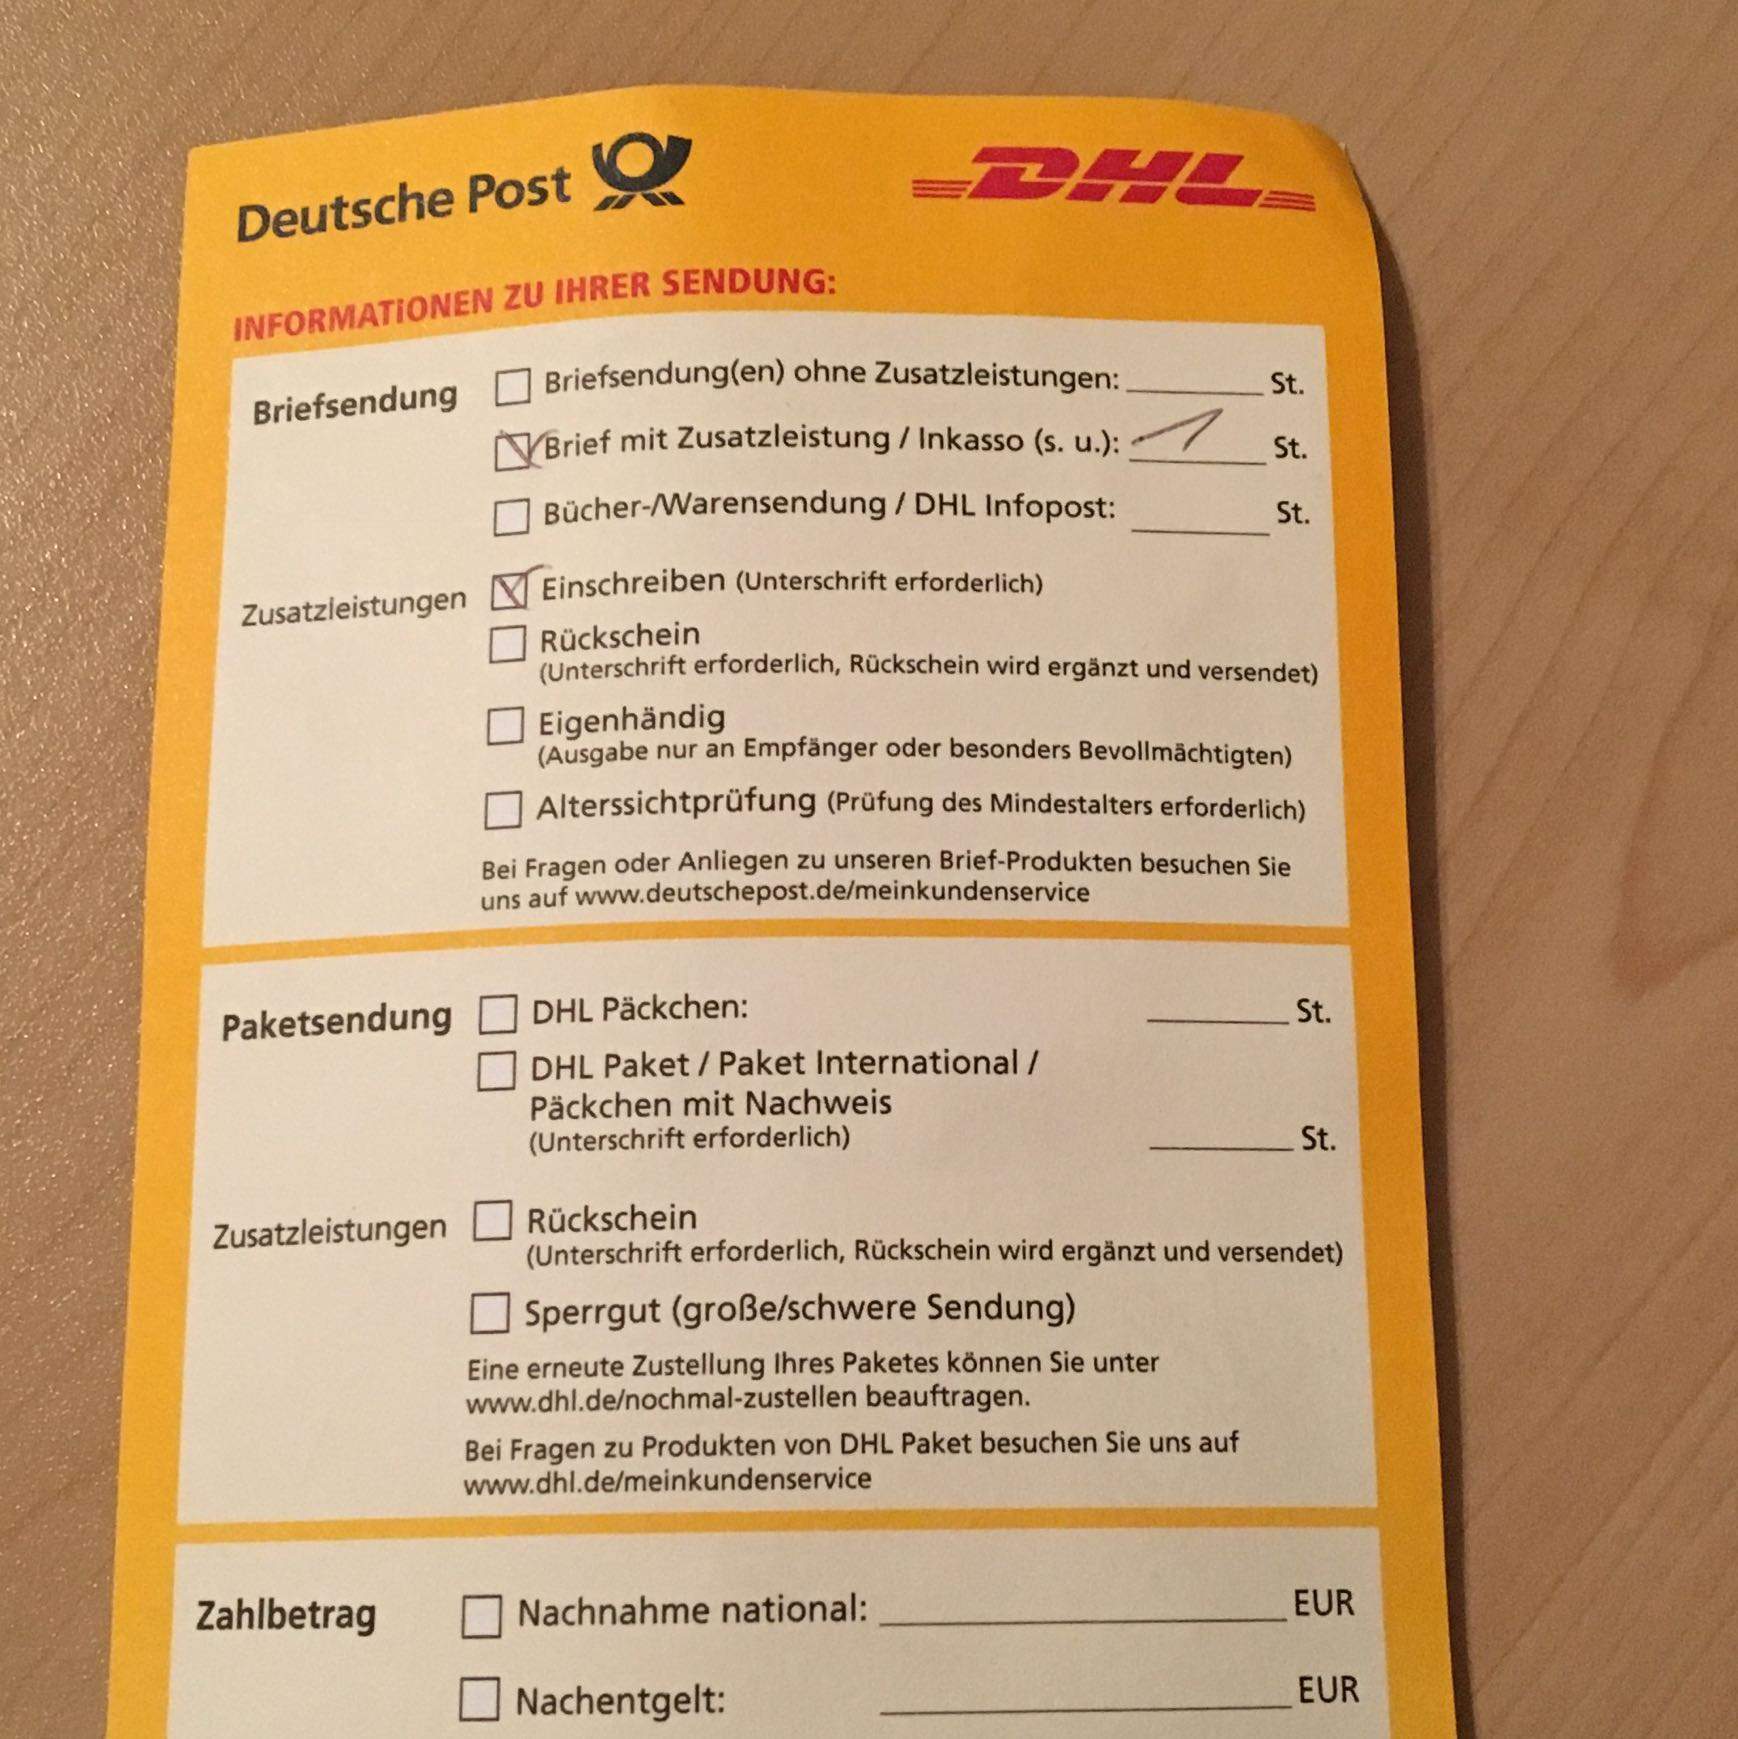 Deutsche Post
DHL
INFORMATIONEN ZU IHRER SENDUNG:
Briefsendung
Briefsendung(en) ohne Zusatzleistungen: St.
Brief mit Zusatzleistung / Inkasso (s. u.): 1 St.
Bücher-/Warensendung / DHL Infopost: St.
Zusatzleistungen
Einschreiben (Unterschrift erforderlich)
Rückschein
(Unterschrift erforderlich, Rückschein wird ergänzt und versendet)
Eigenhändig
(Ausgabe nur an Empfänger oder besonders Bevollmächtigten)
Alterssichtprüfung (Prüfung des Mindestalters erforderlich)
Bei Fragen oder Anliegen zu unseren Brief-Produkten besuchen Sie
uns auf www.deutschepost.de/meinkundenservice
Paketsendung
DHL Päckchen: St.
DHL Paket / Paket International /
Päckchen mit Nachweis
(Unterschrift erforderlich) St.
Zusatzleistungen
Rückschein
(Unterschrift erforderlich, Rückschein wird ergänzt und versendet)
Sperrgut (große/schwere Sendung)
Eine erneute Zustellung Ihres Paketes können Sie unter
www.dhl.de/nochmal-zustellen beauftragen.
Bei Fragen zu Produkten von DHL Paket besuchen Sie uns auf
www.dhl.de/meinkundenservice
Zahlbetrag
Nachnahme national: EUR
Nachentgelt: EUR